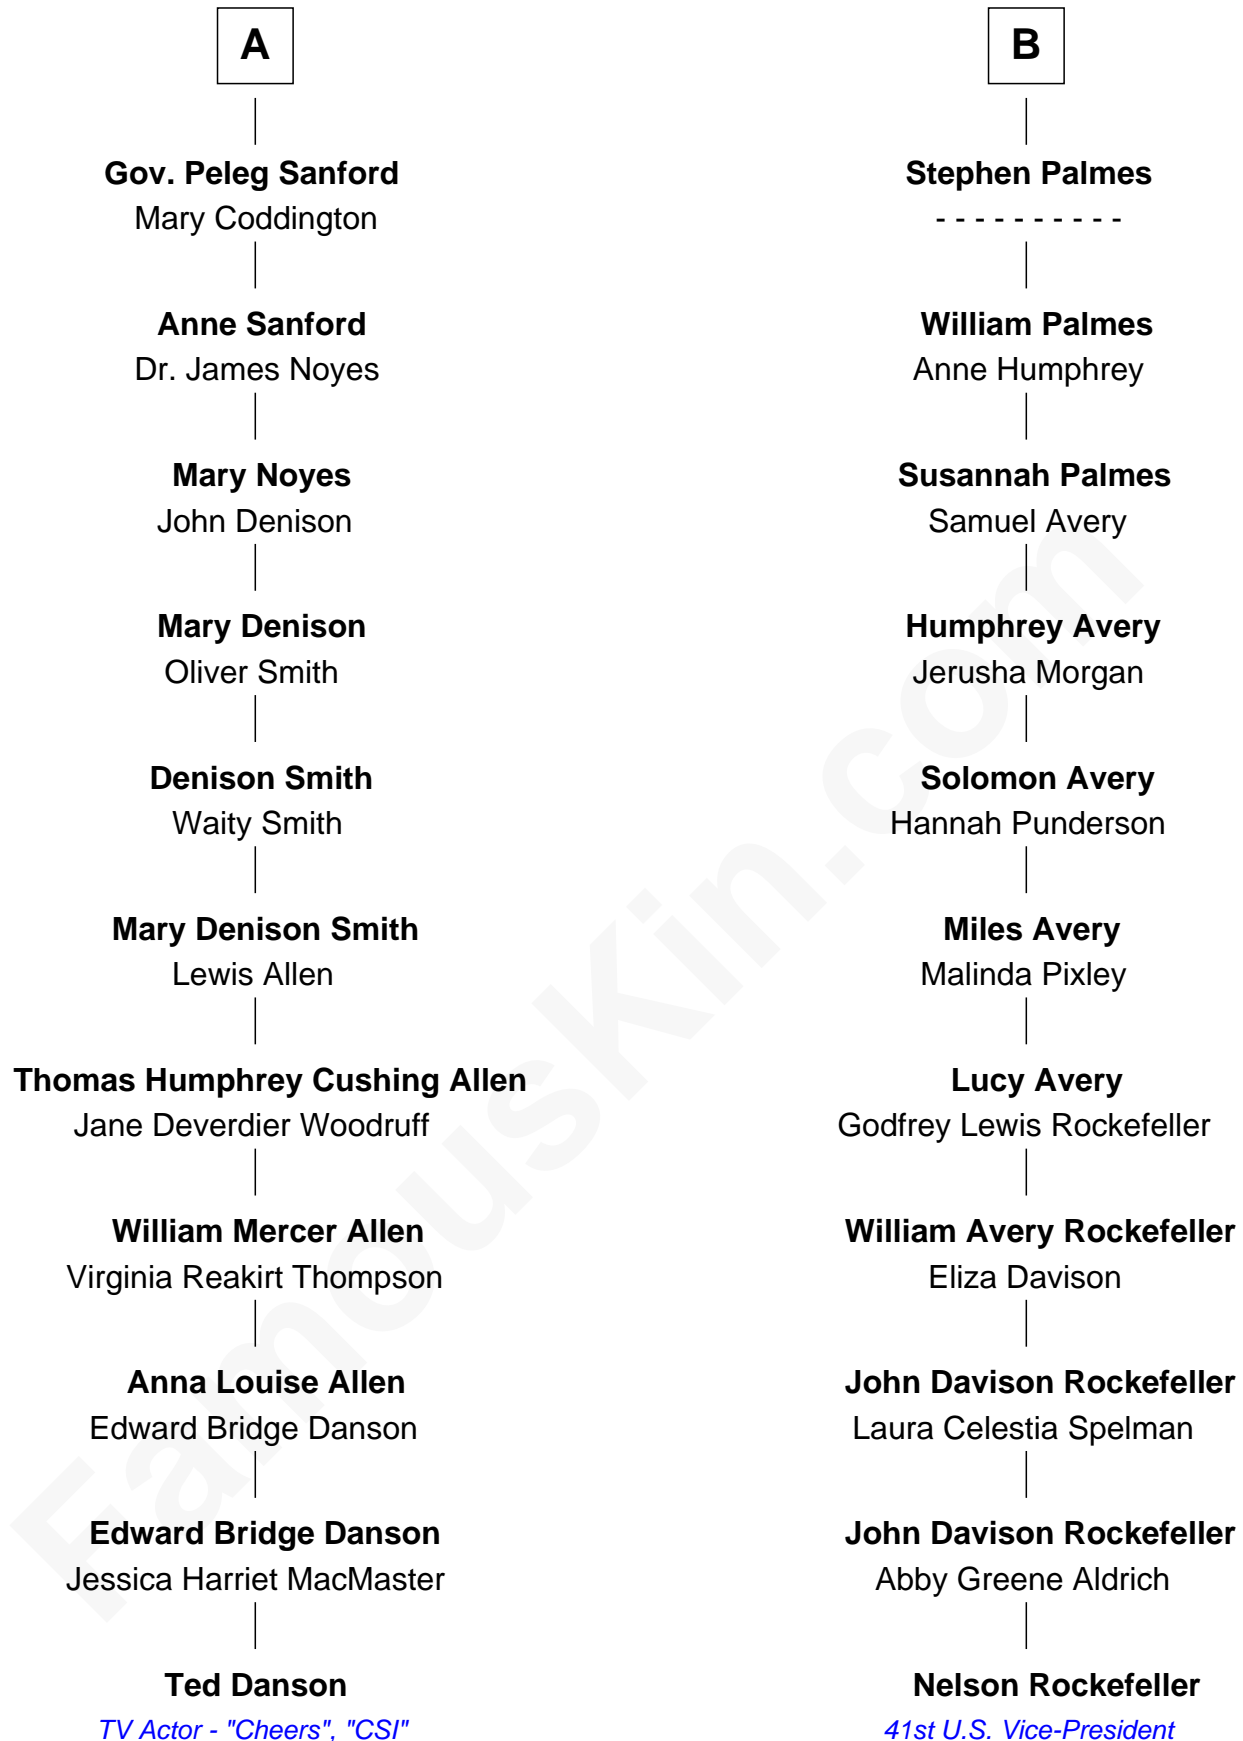 A
Gov. Peleg Sanford
Mary Coddington
Anne Sanford
Dr. James Noyes
Mary Noyes
John Denison
Mary Denison
Oliver Smith
Denison Smith
Waity Smith
Mary Denison Smith
Lewis Allen
Thomas Humphrey Cushing Allen
Jane Deverdier Woodruff
William Mercer Allen
Virginia Reakirt Thompson
Anna Louise Allen
Edward Bridge Danson
Edward Bridge Danson
Jessica Harriet MacMaster
Ted Danson
TV Actor - "Cheers", "CSI"
B
Stephen Palmes
- - - - - - - - - -
William Palmes
Anne Humphrey
Susannah Palmes
Samuel Avery
Humphrey Avery
Jerusha Morgan
Solomon Avery
Hannah Punderson
Miles Avery
Malinda Pixley
Lucy Avery
Godfrey Lewis Rockefeller
William Avery Rockefeller
Eliza Davison
John Davison Rockefeller
Laura Celestia Spelman
John Davison Rockefeller
Abby Greene Aldrich
Nelson Rockefeller
41st U.S. Vice-President
FamousKin.com